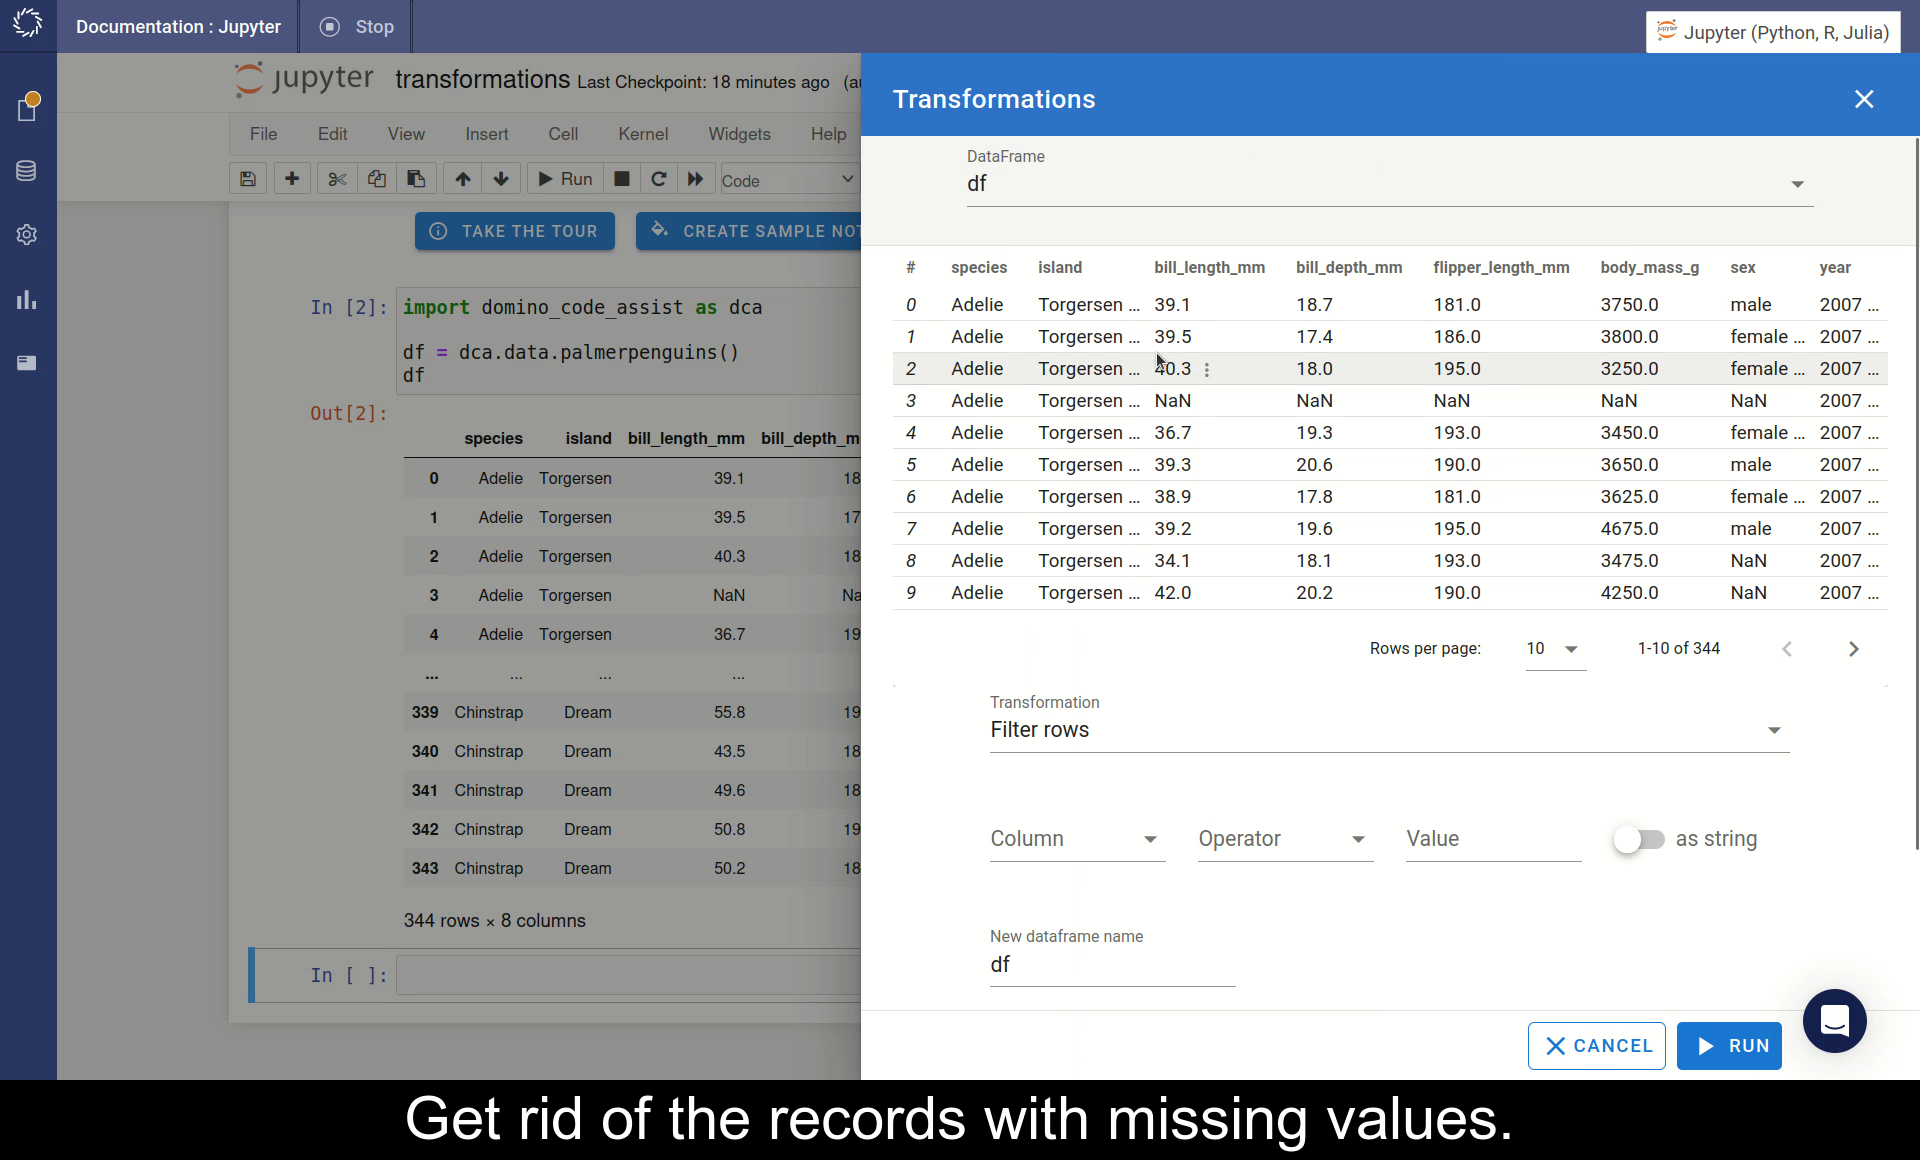 Documentation : Jupyter
Stop
Jupyter (Python, R, Julia)
jupyter transformations Last Checkpoint: 18 minutes ago (au
File Edit View Insert Cell Kernel Widgets Help
Run Code
TAKE THE TOUR
CREATE SAMPLE NOT
In [2]: import domino_code_assist as dca
df = dca.data.palmerpenguins()
df
Out[2]:
species island bill_length_mm bill_depth_m
0 Adelie Torgersen 39.1 18
1 Adelie Torgersen 39.5 17
2 Adelie Torgersen 40.3 18
3 Adelie Torgersen NaN Na
4 Adelie Torgersen 36.7 19
... ... ... ...
339 Chinstrap Dream 55.8 19
340 Chinstrap Dream 43.5 18
341 Chinstrap Dream 49.6 18
342 Chinstrap Dream 50.8 19
343 Chinstrap Dream 50.2 18
344 rows × 8 columns
In [ ]:
Transformations
DataFrame
df
# species island bill_length_mm bill_depth_mm flipper_length_mm body_mass_g sex year
0 Adelie Torgersen ... 39.1 18.7 181.0 3750.0 male 2007 ...
1 Adelie Torgersen ... 39.5 17.4 186.0 3800.0 female ... 2007 ...
2 Adelie Torgersen ... 40.3 18.0 195.0 3250.0 female ... 2007 ...
3 Adelie Torgersen ... NaN NaN NaN NaN NaN 2007 ...
4 Adelie Torgersen ... 36.7 19.3 193.0 3450.0 female ... 2007 ...
5 Adelie Torgersen ... 39.3 20.6 190.0 3650.0 male 2007 ...
6 Adelie Torgersen ... 38.9 17.8 181.0 3625.0 female ... 2007 ...
7 Adelie Torgersen ... 39.2 19.6 195.0 4675.0 male 2007 ...
8 Adelie Torgersen ... 34.1 18.1 193.0 3475.0 NaN 2007 ...
9 Adelie Torgersen ... 42.0 20.2 190.0 4250.0 NaN 2007 ...
Rows per page: 10 1-10 of 344
Transformation
Filter rows
Column Operator Value as string
New dataframe name
df
CANCEL RUN
Get rid of the records with missing values.